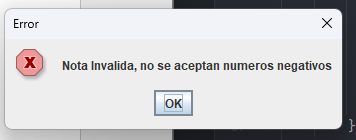 Error
Nota Invalida, no se aceptan numeros negativos
OK
}